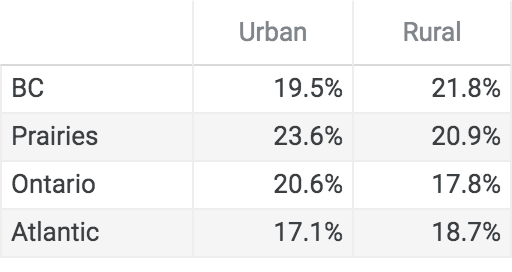 Urban Rural
BC 19.5% 21.8%
Prairies 23.6% 20.9%
Ontario 20.6% 17.8%
Atlantic 17.1% 18.7%